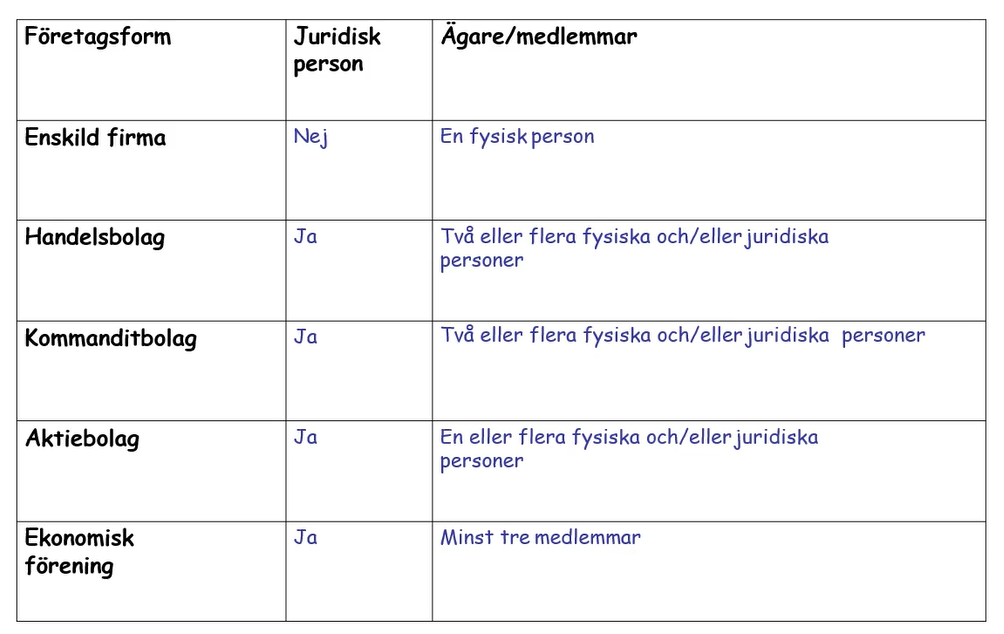 Företagsform
Juridisk
person
Ägare/medlemmar
Enskild firma
Nej
En fysisk person
Handelsbolag
Ja
Två eller flera fysiska och/eller juridiska
personer
Kommanditbolag
Ja
Två eller flera fysiska och/eller juridiska personer
Aktiebolag
Ja
En eller flera fysiska och/eller juridiska
personer
Ekonomisk
förening
Ja
Minst tre medlemmar